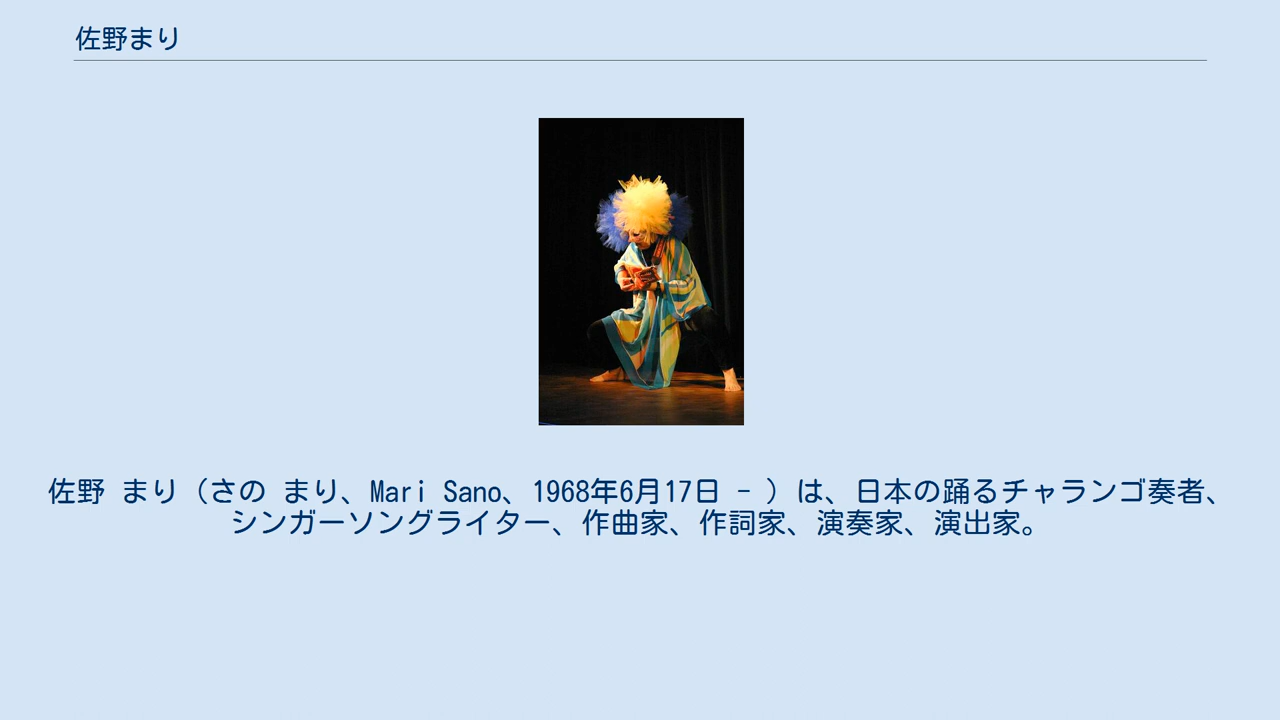 佐野まり
佐野 まり（さの まり、Mari Sano、1968年6月17日 - ）は、日本の踊るチャランゴ奏者、
シンガーソングライター、作曲家、作詞家、演奏家、演出家。